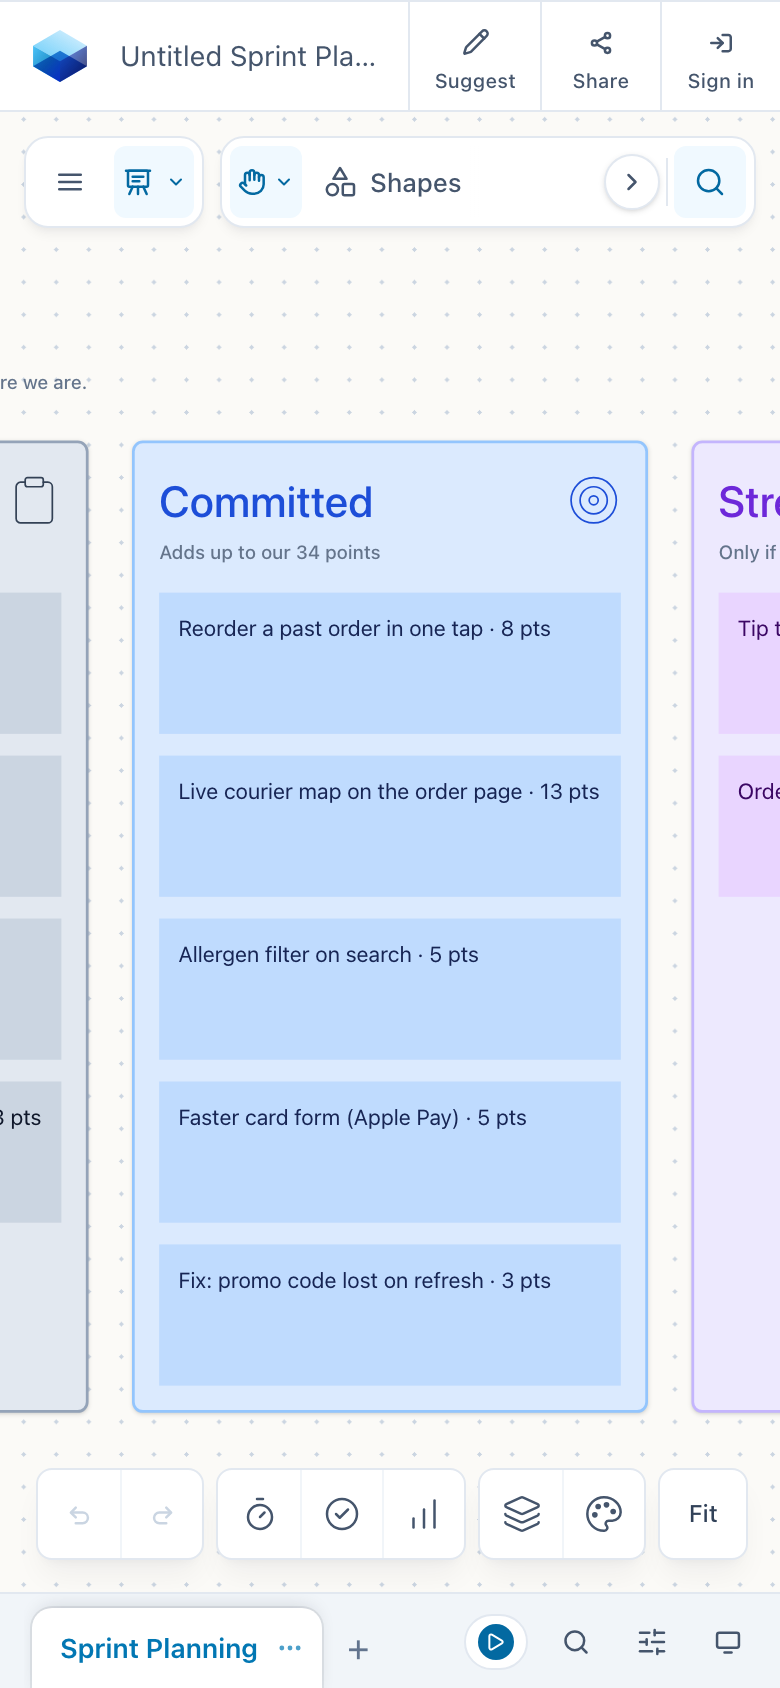 Untitled Sprint Pla...
Suggest
Share
Sign in
Shapes
re we are.
Committed
Adds up to our 34 points
Reorder a past order in one tap · 8 pts
Live courier map on the order page · 13 pts
Allergen filter on search · 5 pts
Faster card form (Apple Pay) · 5 pts
Fix: promo code lost on refresh · 3 pts
pts
Stre
Only if
Tip t
Orde
Fit
Sprint Planning